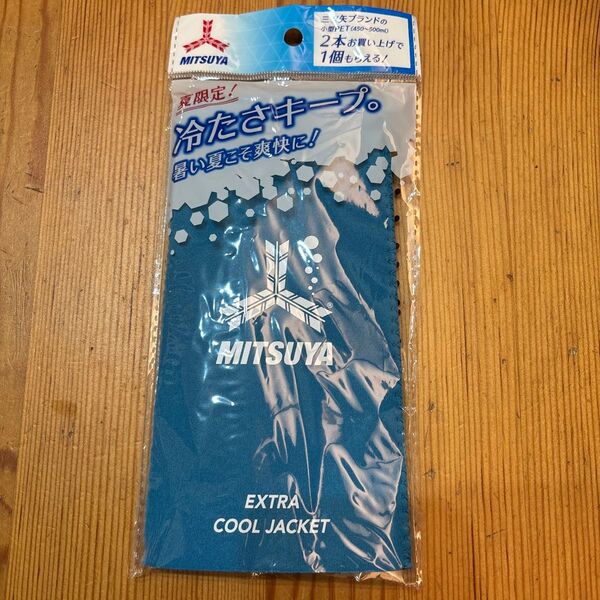 MITSUYA
三ツ矢ブランドの
小型PET(450~500ml)
2本お買い上げで
1個もらえる!
夏限定!
冷たさキープ。
暑い夏こそ爽快に!
®
MITSUYA
EXTRA
COOL JACKET